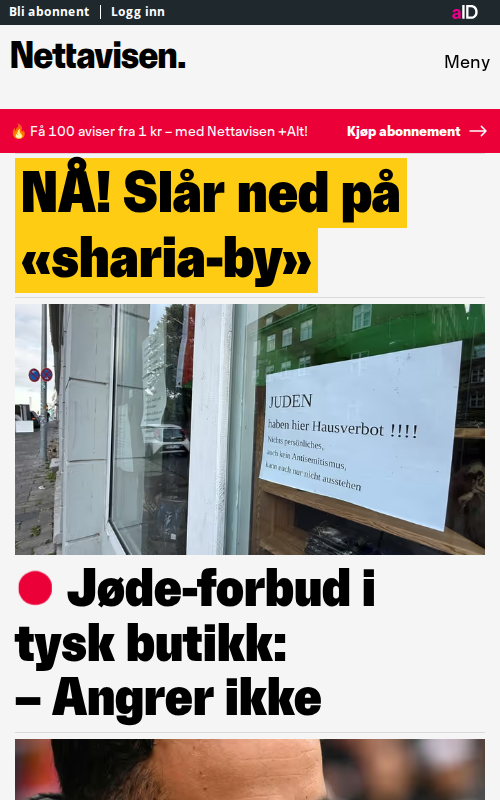 Bli abonnent | Logg inn
aID
Nettavisen.
Meny
🔥 Få 100 aviser fra 1 kr – med Nettavisen +Alt!
Kjøp abonnement →
NÅ! Slår ned på
«sharia-by»
JUDEN
haben hier Hausverbot !!!!
Nichts persönliches,
auch kein Antisemitismus,
kann euch nur nicht ausstehen
Jøde-forbud i
tysk butikk:
– Angrer ikke